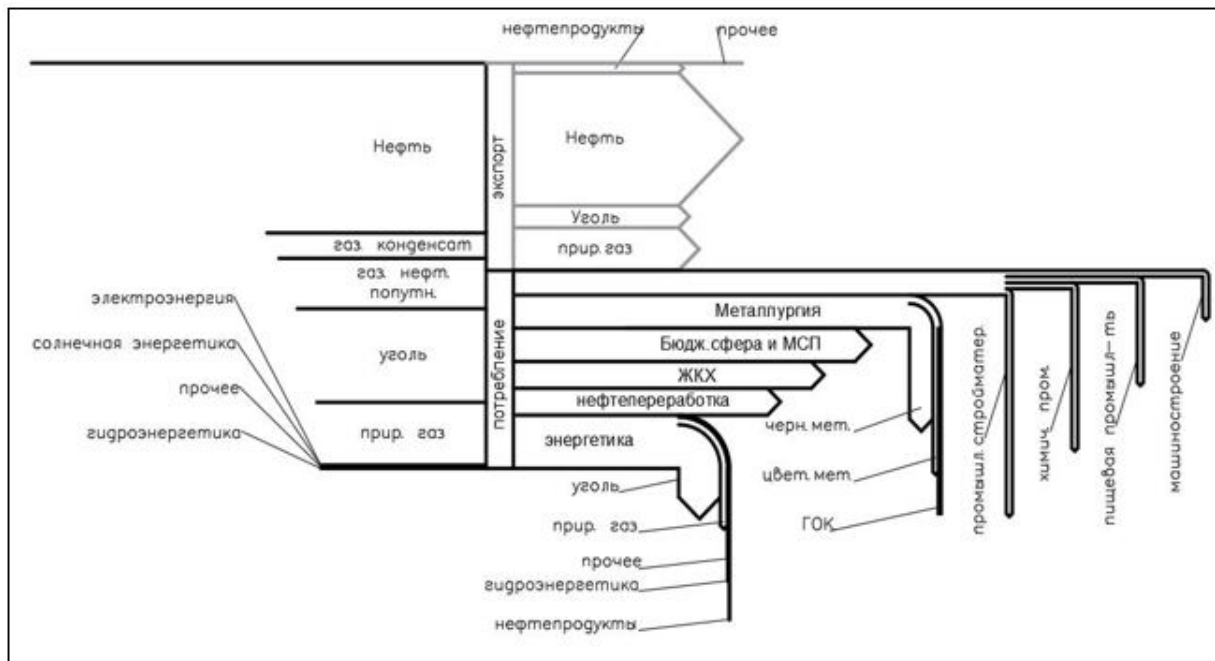 нефтепродукты
прочее
Нефть
экспорт
Нефть
Уголь
газ. конденсат
прир. газ
газ. нефт.
попутн.
электроэнергия
солнечная энергетика
прочее
гидроэнергетика
уголь
прир. газ
потребление
Металлургия
Бюдж. сфера и МСП
ЖКХ
нефтепереработка
энергетика
уголь
прир. газ
прочее
гидроэнергетика
нефтепродукты
черн. мет.
цвет. мет.
ГОК
промышл. стройматер.
химич. пром.
пищевая промышл-ть
машиностроение